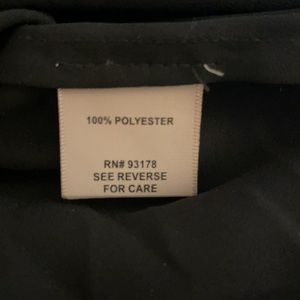 100% POLYESTER
RN# 93178
SEE REVERSE
FOR CARE